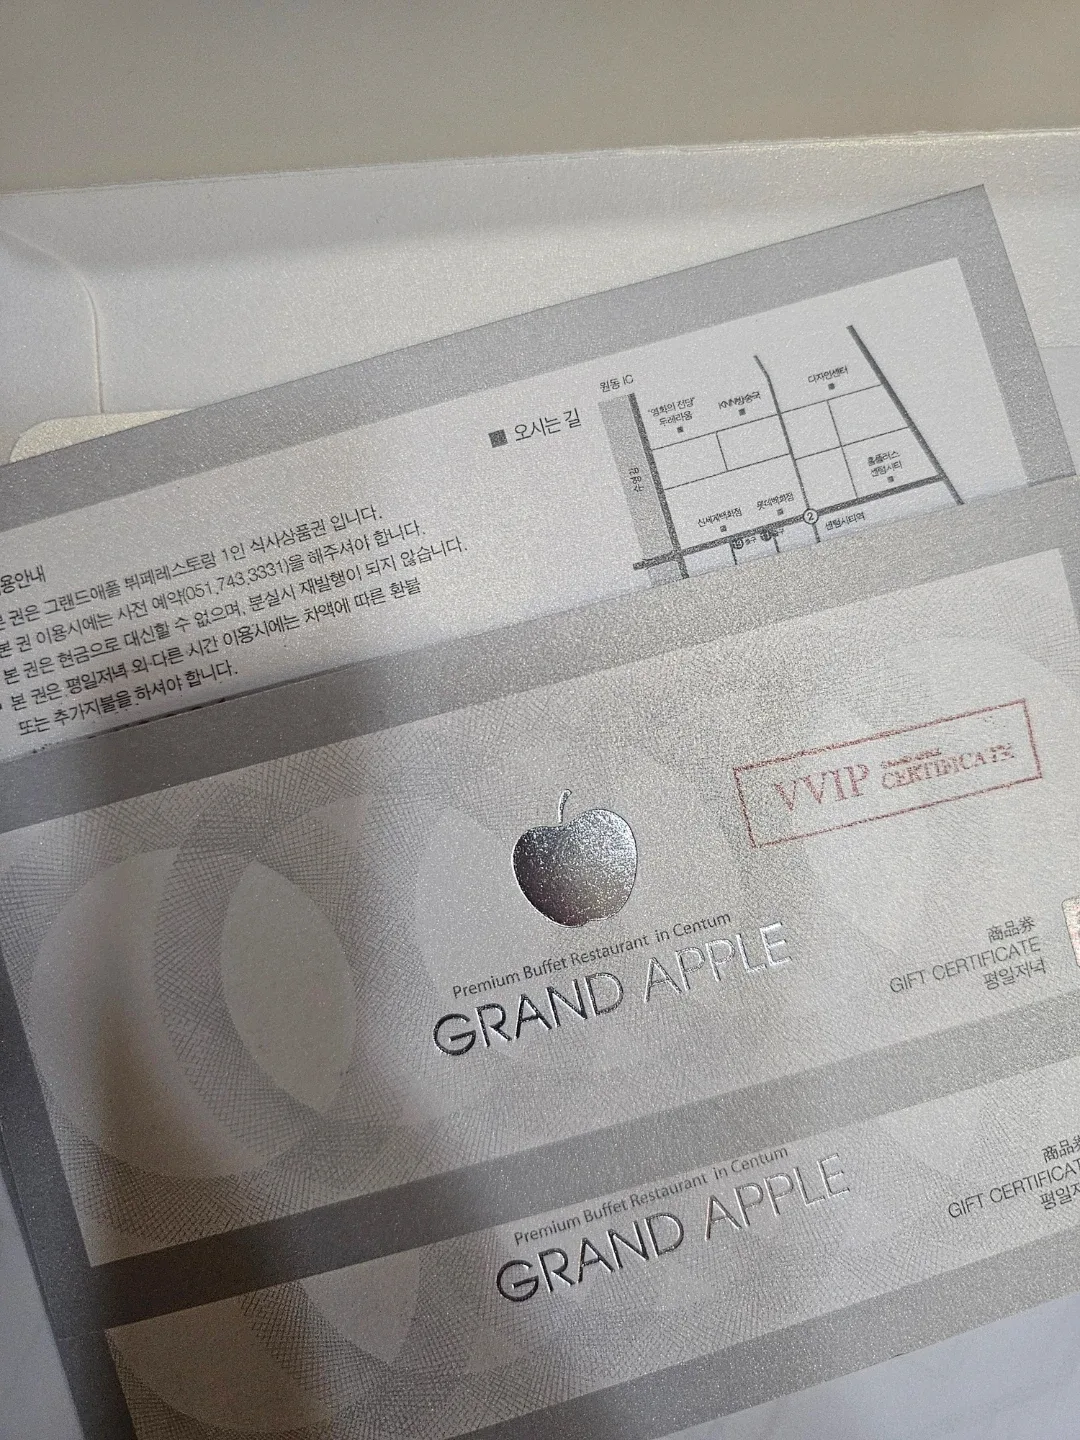 원동 IC
"영화의 전당"
두레라움
KNN방송국
디자인센터
■ 오시는 길
수영강
홈플러스
센텀시티
신세계백화점
롯데백화점
2
센텀시티역
용안내
본 권은 그랜드애플 뷔페레스토랑 1인 식사상품권 입니다.
본 권 이용시에는 사전 예약(051.743.3331)을 해주셔야 합니다.
본 권은 현금으로 대신할 수 없으며, 분실시 재발행이 되지 않습니다.
본 권은 평일저녁 외 다른 시간 이용시에는 차액에 따른 환불
또는 추가지불을 하셔야 합니다.
VVIP
CERTIFICATE
Premium Buffet Restaurant in Centum
GRAND APPLE
商品券
GIFT CERTIFICATE
평일저녁
Premium Buffet Restaurant in Centum
GRAND APPLE
商品券
GIFT CERTIFICAT
평일저